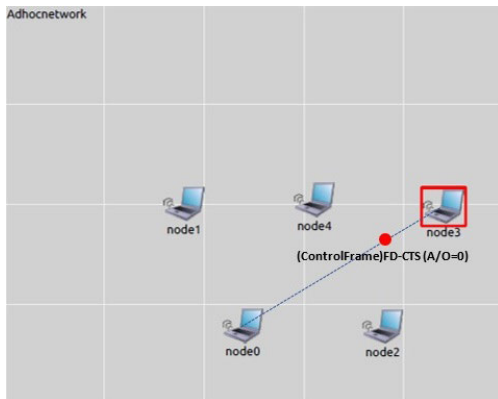 Adhocnetwork
node1
node4
node3
(ControlFrame)FD-CTS (A/O=0)
node0
node2